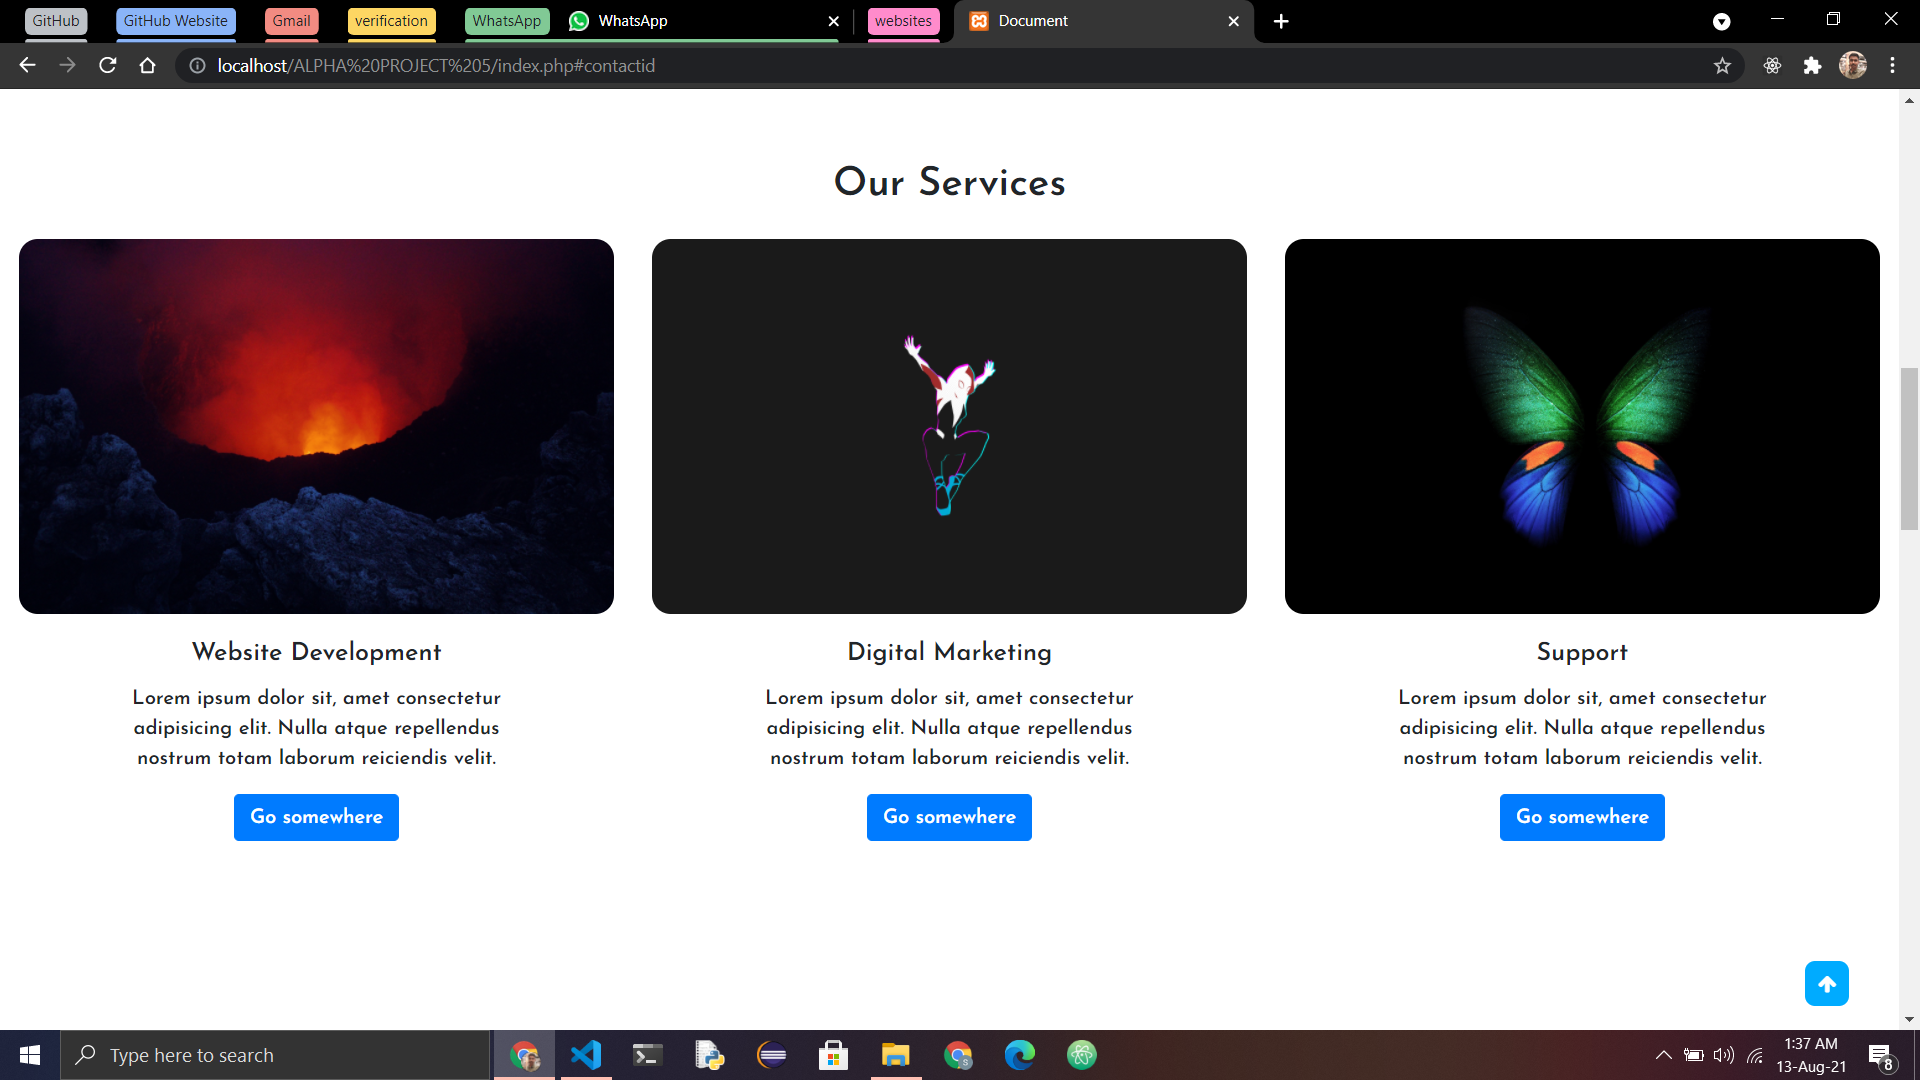 GitHub
GitHub Website
Gmail
verification
WhatsApp
WhatsApp
websites
Document
localhost/ALPHA%20PROJECT%205/index.php#contactid
Our Services
Website Development
Lorem ipsum dolor sit, amet consectetur
adipisicing elit. Nulla atque repellendus
nostrum totam laborum reiciendis velit.
Go somewhere
Digital Marketing
Lorem ipsum dolor sit, amet consectetur
adipisicing elit. Nulla atque repellendus
nostrum totam laborum reiciendis velit.
Go somewhere
Support
Lorem ipsum dolor sit, amet consectetur
adipisicing elit. Nulla atque repellendus
nostrum totam laborum reiciendis velit.
Go somewhere
Type here to search
1:37 AM
13-Aug-21
8